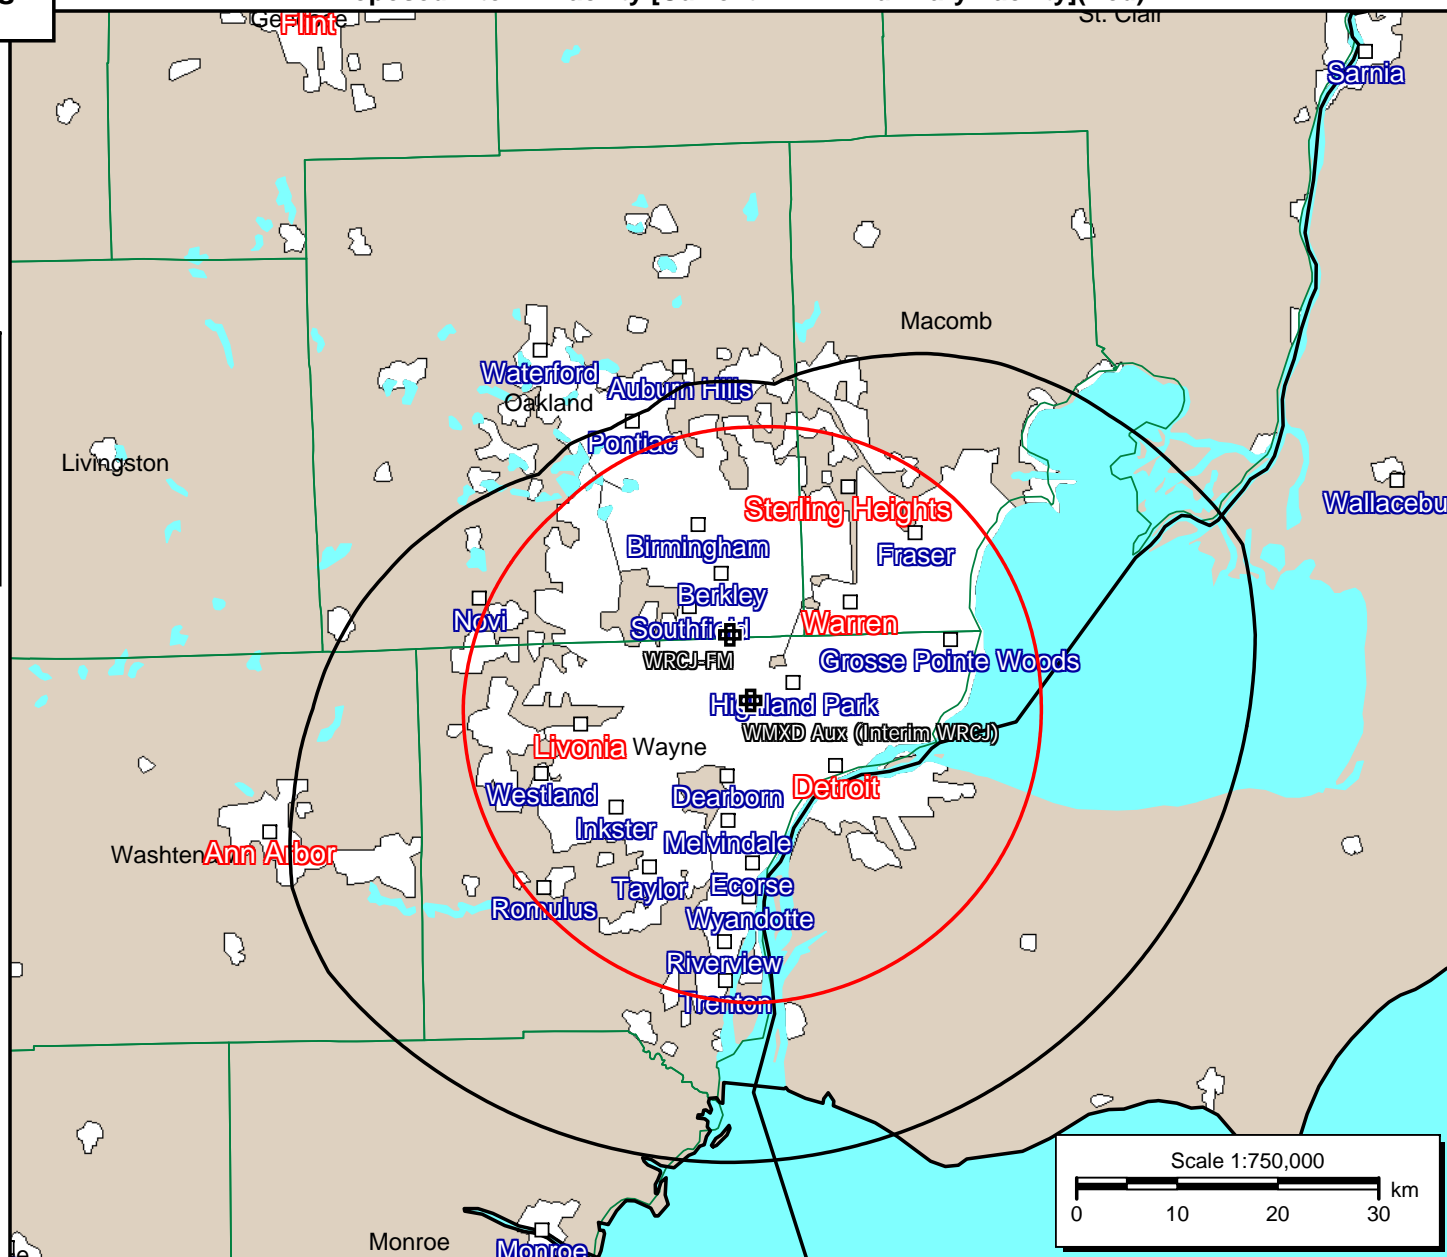 St. Clair
Flint
Sarnia
Macomb
Waterford
Auburn Hills
Oakland
Pontiac
Livingston
Sterling Heights
Wallacebu
Birmingham
Fraser
Berkley
Novi
Southfield
Warren
WRCJ-FM
Grosse Pointe Woods
Highland Park
WMXD Aux (Interim WRCJ)
Livonia
Wayne
Westland
Dearborn
Detroit
Inkster
Melvindale
Washtenaw
Ann Arbor
Taylor
Ecorse
Romulus
Wyandotte
Riverview
Trenton
Scale 1:750,000
km
0 10 20 30
Monroe
Monroe